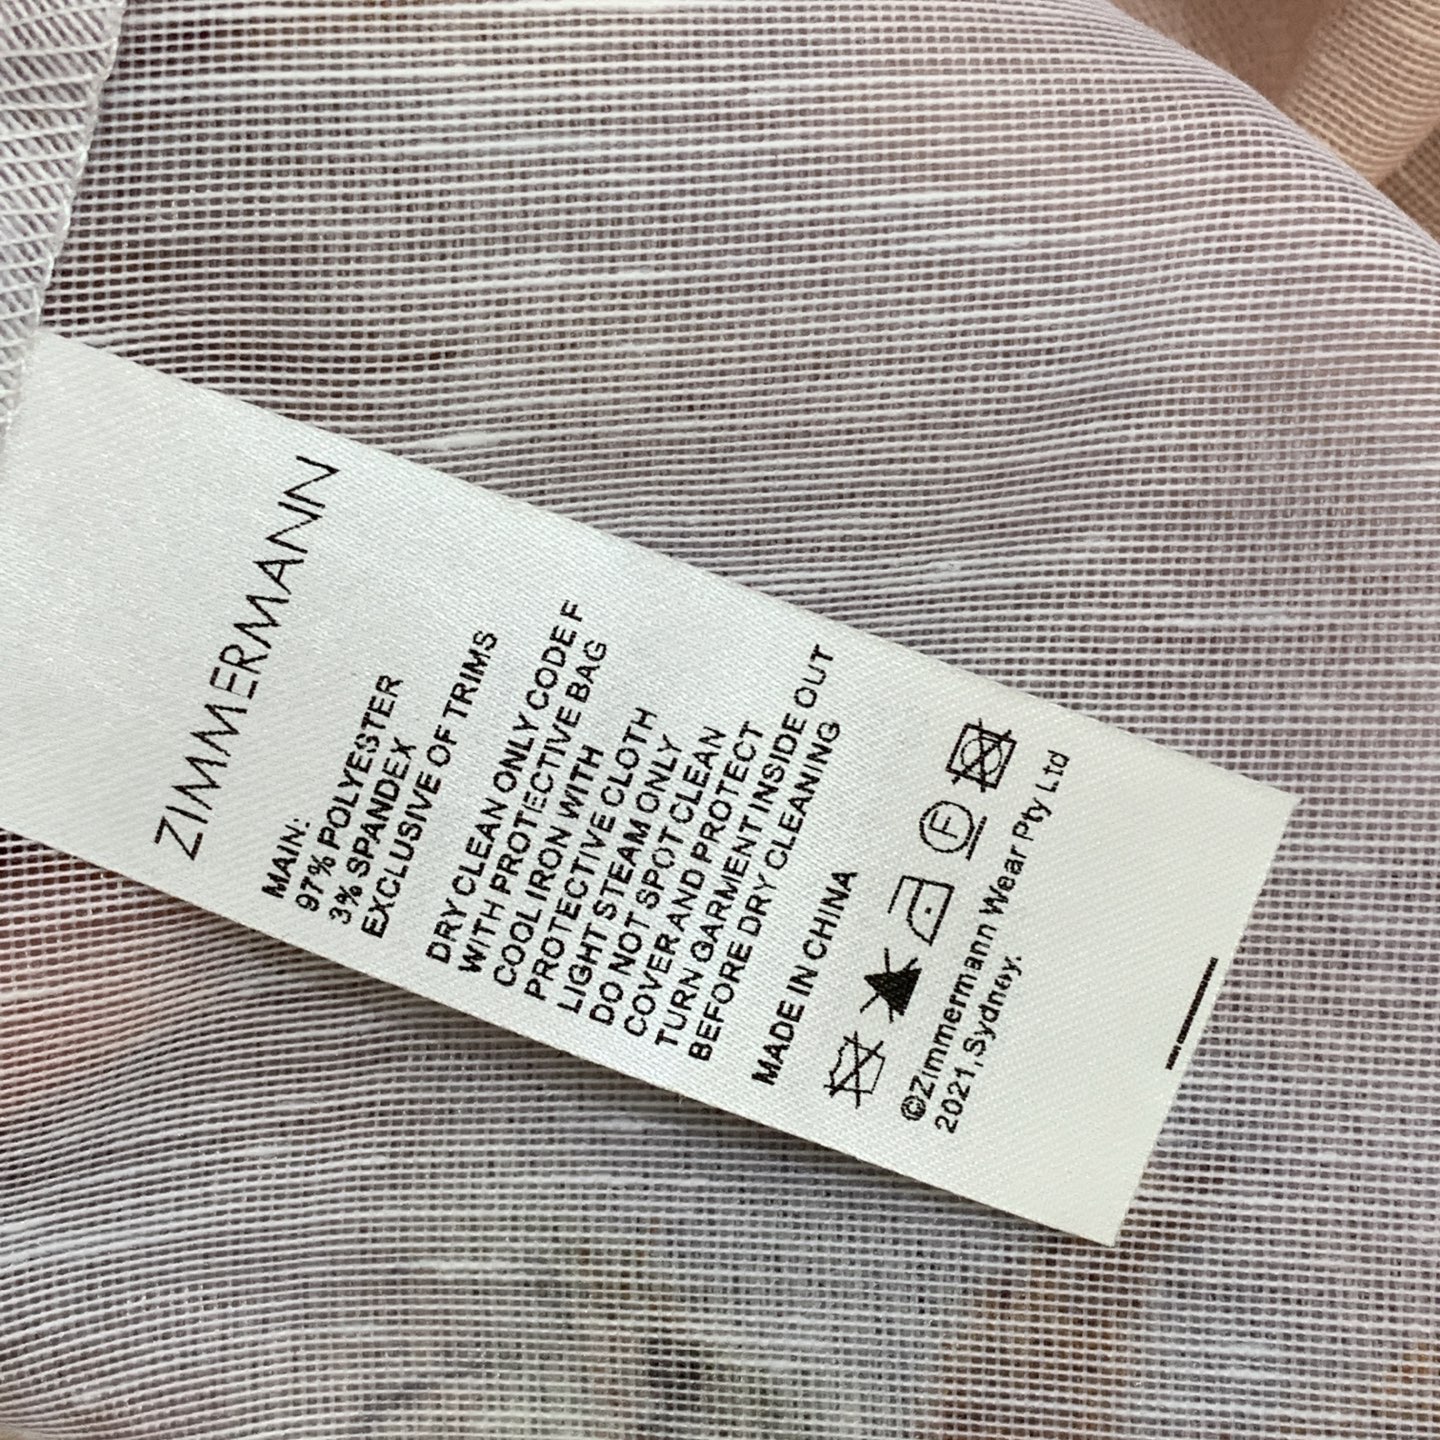 ZIMMERMANN
MAIN:
97% POLYESTER
3% SPANDEX
EXCLUSIVE OF TRIMS
DRY CLEAN ONLY CODE F
WITH PROTECTIVE BAG
COOL IRON WITH
PROTECTIVE CLOTH
LIGHT STEAM ONLY
DO NOT SPOT CLEAN
COVER AND PROTECT
TURN GARMENT INSIDE OUT
BEFORE DRY CLEANING
MADE IN CHINA
F
©Zimmermann Wear Pty Ltd
2021,Sydney.